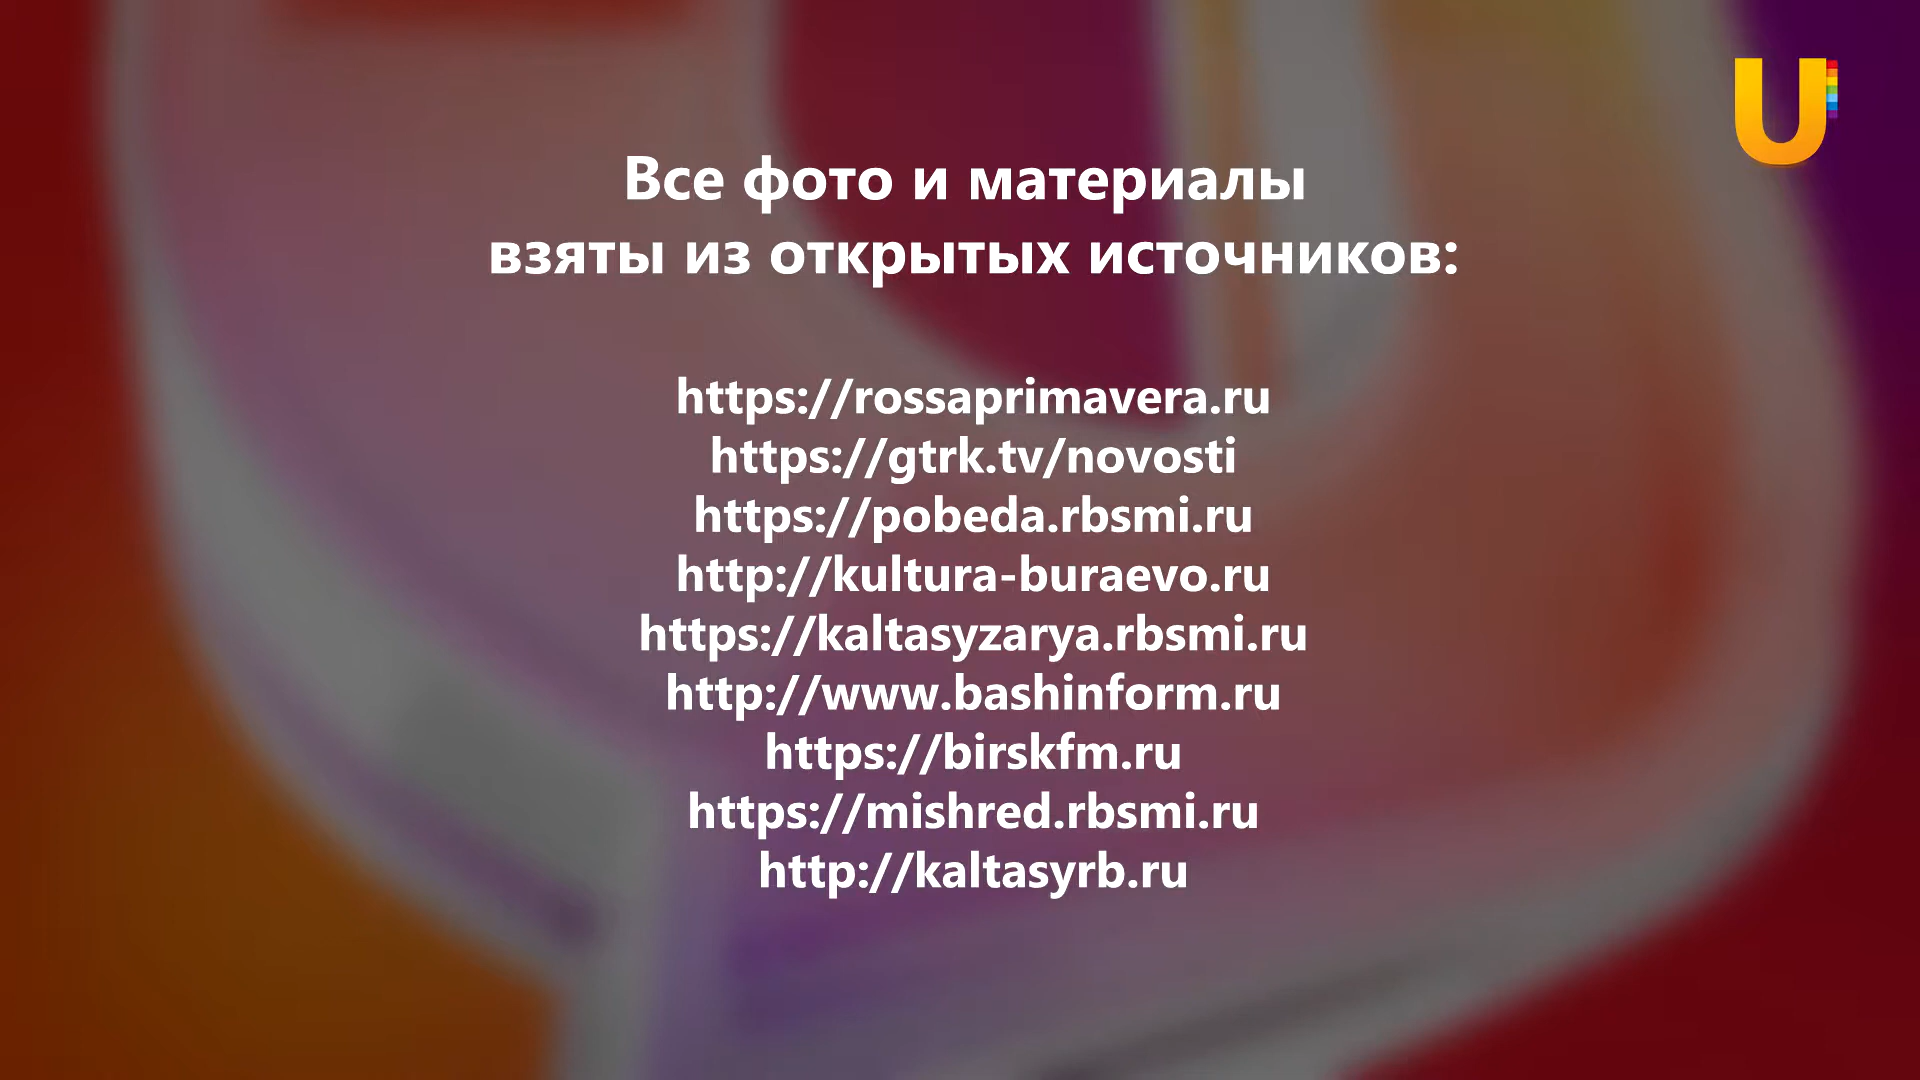 U
Все фото и материалы
взяты из открытых источников:
https://rossaprimavera.ru
https://gtrk.tv/novosti
https://pobeda.rbsmi.ru
http://kultura-buraevo.ru
https://kaltasyzarya.rbsmi.ru
http://www.bashinform.ru
https://birskfm.ru
https://mishred.rbsmi.ru
http://kaltasyrb.ru